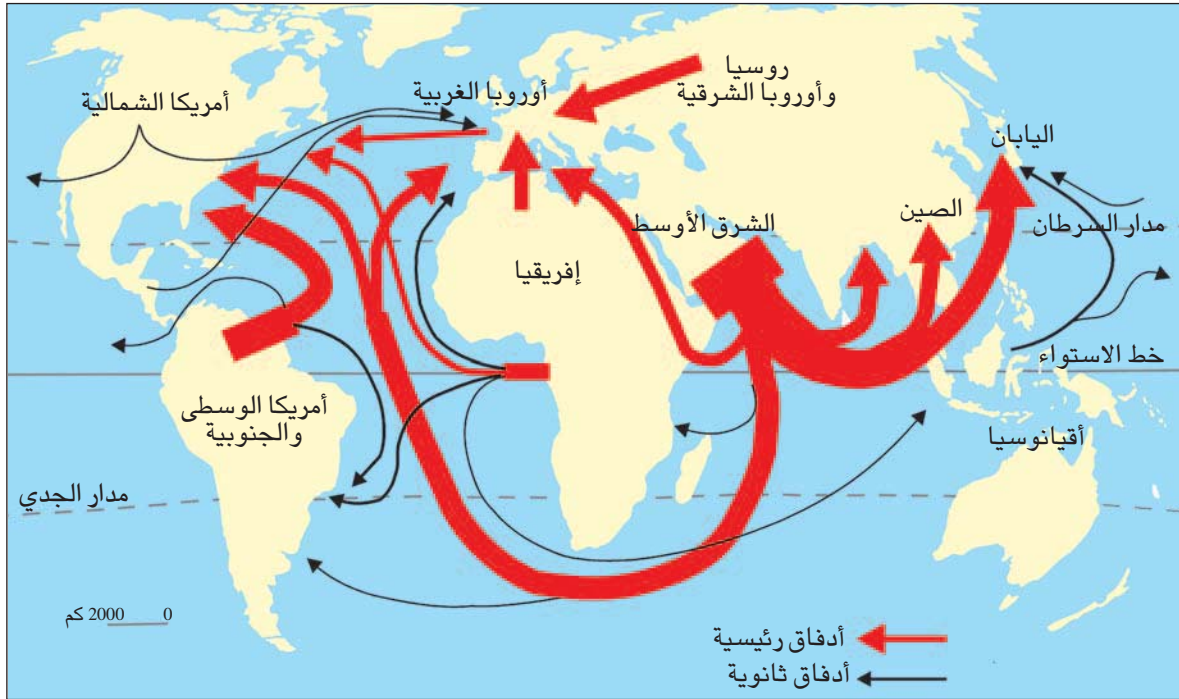 روسيا
وأوروبا الشرقية
أوروبا الغربية
أمريكا الشمالية
اليابان
الصين
الشرق الأوسط
مدار السرطان
إفريقيا
خط الاستواء
أمريكا الوسطى
والجنوبية
أقيانوسيا
مدار الجدي
0 2000 كم
أدفاق رئيسية
أدفاق ثانوية